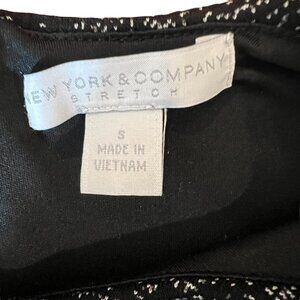 NEW YORK & COMPANY
STRETCH
S
MADE IN
VIETNAM